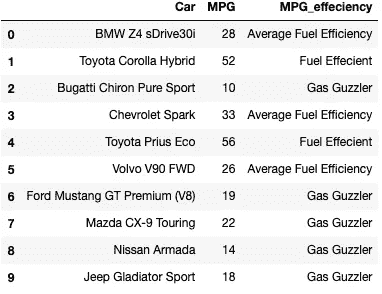 Car MPG MPG_effeciency
0 BMW Z4 sDrive30i 28 Average Fuel Efficiency
1 Toyota Corolla Hybrid 52 Fuel Effecient
2 Bugatti Chiron Pure Sport 10 Gas Guzzler
3 Chevrolet Spark 33 Average Fuel Efficiency
4 Toyota Prius Eco 56 Fuel Effecient
5 Volvo V90 FWD 26 Average Fuel Efficiency
6 Ford Mustang GT Premium (V8) 19 Gas Guzzler
7 Mazda CX-9 Touring 22 Gas Guzzler
8 Nissan Armada 14 Gas Guzzler
9 Jeep Gladiator Sport 18 Gas Guzzler